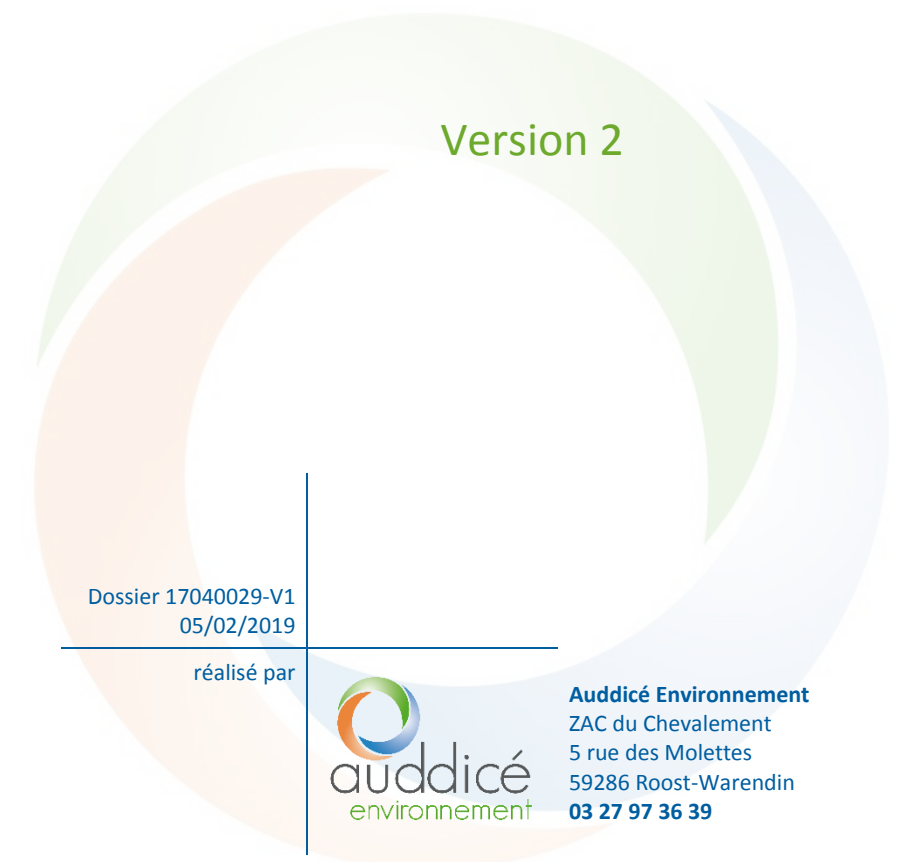 Version 2
Dossier 17040029-V1
05/02/2019
réalisé par
auddicé
environnement
Auddicé Environnement
ZAC du Chevalement
5 rue des Molettes
59286 Roost-Warendin
03 27 97 36 39